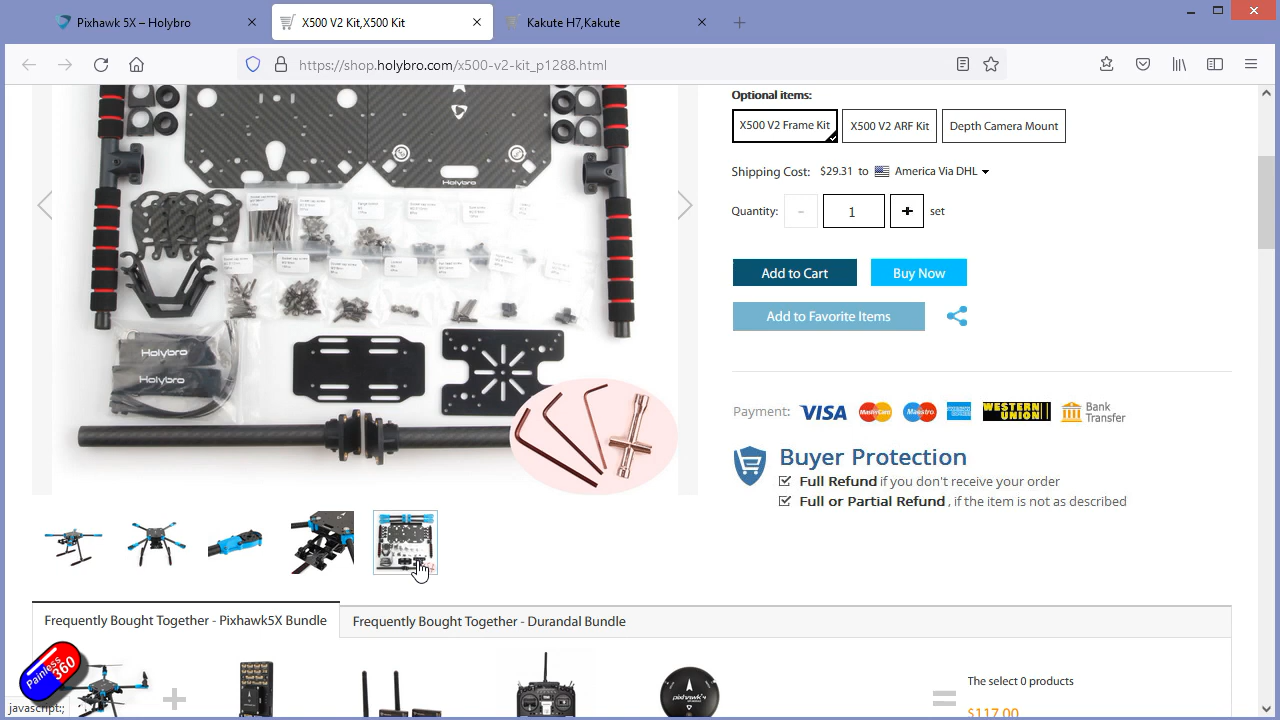 Pixhawk 5X – Holybro
X500 V2 Kit,X500 Kit
Kakute H7,Kakute
https://shop.holybro.com/x500-v2-kit_p1288.html
Optional items:
X500 V2 Frame Kit
X500 V2 ARF Kit
Depth Camera Mount
Shipping Cost: $29.31 to America Via DHL
Quantity: - 1 + set
Add to Cart
Buy Now
Add to Favorite Items
Holybro
Holybro
Holybro
Payment: VISA MasterCard Maestro WESTERN UNION Bank Transfer
Buyer Protection
Full Refund if you don't receive your order
Full or Partial Refund , if the item is not as described
Frequently Bought Together - Pixhawk5X Bundle
Frequently Bought Together - Durandal Bundle
Painless 360
pixhawk 4
The select 0 products
$117.00
javascript:;